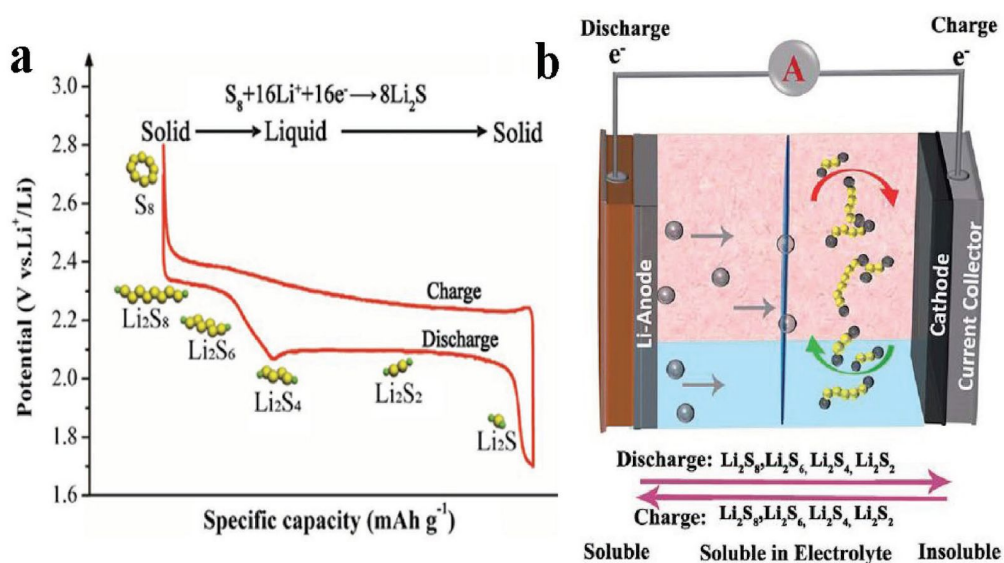 a
3.0
2.8
2.6
2.4
2.2
2.0
1.8
1.6
Potential (V vs.Li⁺/Li)
S₈+16Li⁺+16e⁻→8Li₂S
Solid → Liquid → Solid
S₈
Li₂S₈
Li₂S₆
Li₂S₄
Li₂S₂
Li₂S
Charge
Discharge
Specific capacity (mAh g⁻¹)
b
Discharge
e⁻
A
Charge
e⁻
Li-Anode
Cathode
Current Collector
Discharge: Li₂S₈,Li₂S₆, Li₂S₄, Li₂S₂
Charge: Li₂S₈,Li₂S₆, Li₂S₄, Li₂S₂
Soluble Soluble in Electrolyte Insoluble